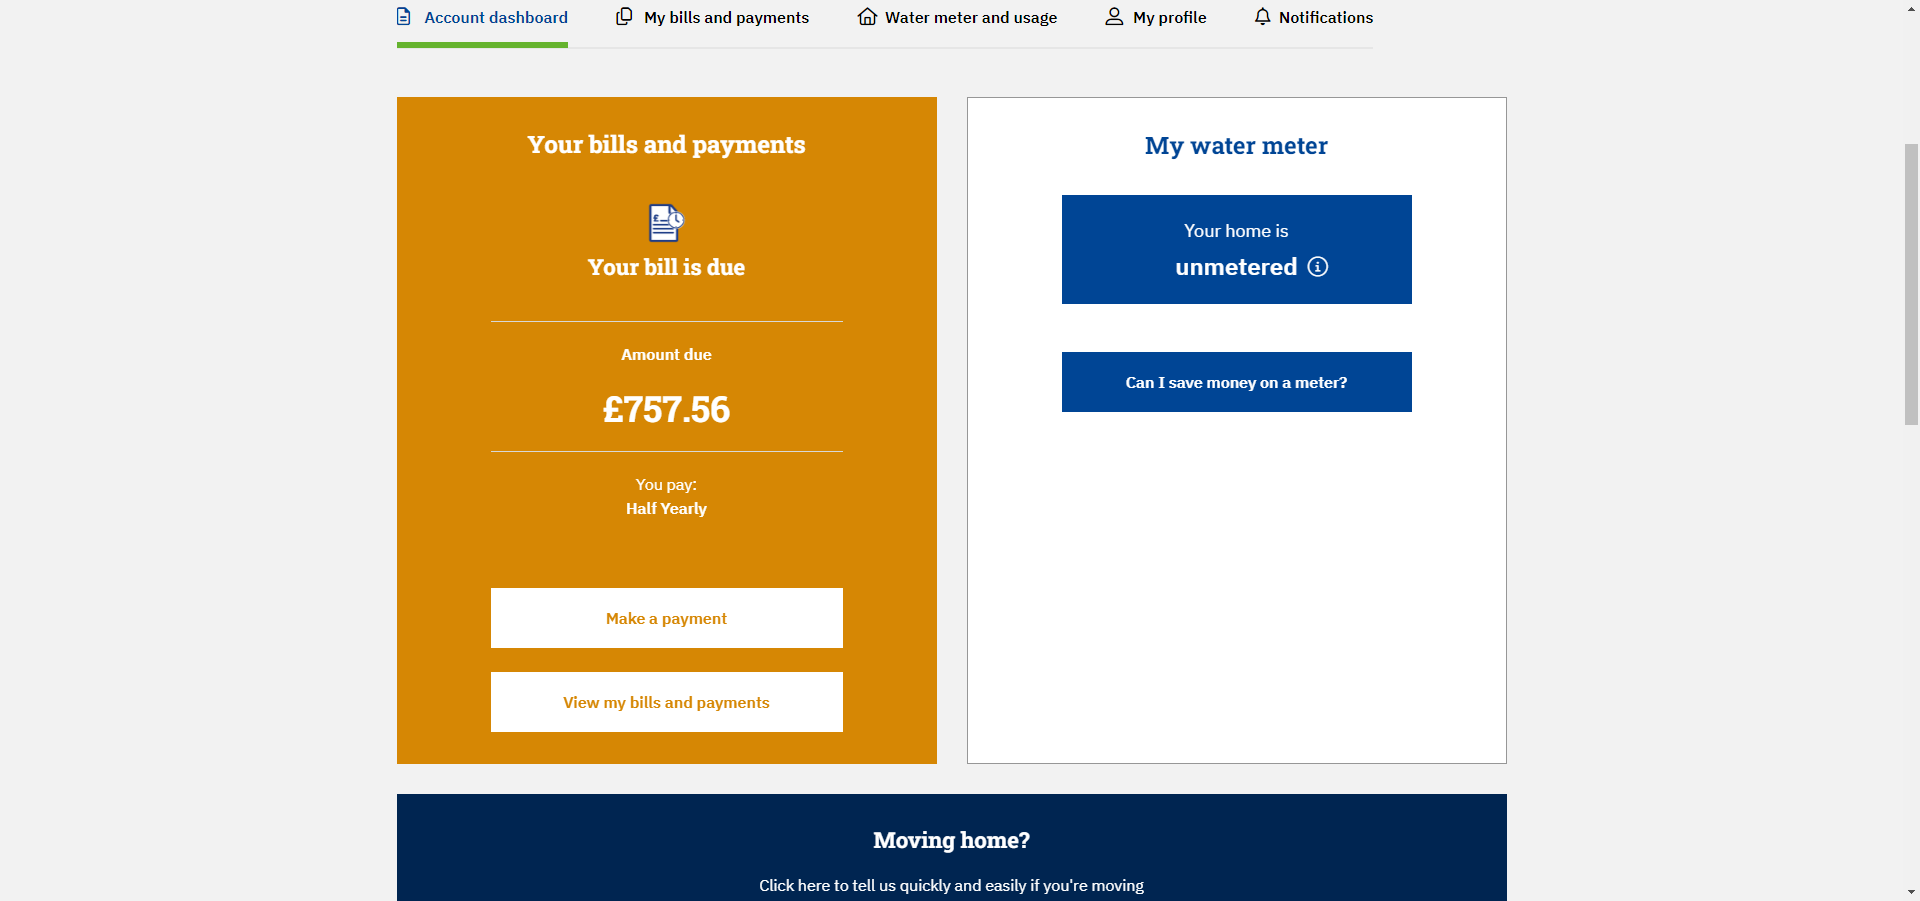 Account dashboard
My bills and payments
Water meter and usage
My profile
Notifications
Your bills and payments
£
Your bill is due
Amount due
£757.56
You pay:
Half Yearly
Make a payment
View my bills and payments
My water meter
Your home is
unmetered
Can I save money on a meter?
Moving home?
Click here to tell us quickly and easily if you're moving